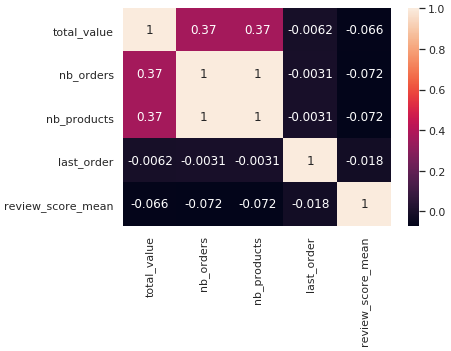 total_value 1 0.37 0.37 -0.0062 -0.066
nb_orders 0.37 1 1 -0.0031 -0.072
nb_products 0.37 1 1 -0.0031 -0.072
last_order -0.0062 -0.0031 -0.0031 1 -0.018
review_score_mean -0.066 -0.072 -0.072 -0.018 1
total_value
nb_orders
nb_products
last_order
review_score_mean
1.0
0.8
0.6
0.4
0.2
0.0